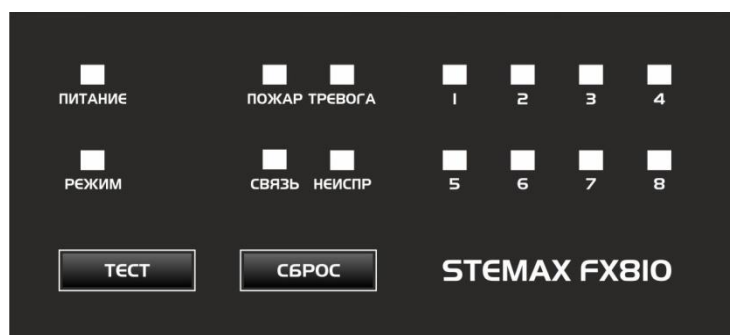 ПИТАНИЕ ПОЖАР ТРЕВОГА 1 2 3 4
РЕЖИМ СВЯЗЬ НЕИСПР 5 6 7 8
ТЕСТ СБРОС STEMAX FX810